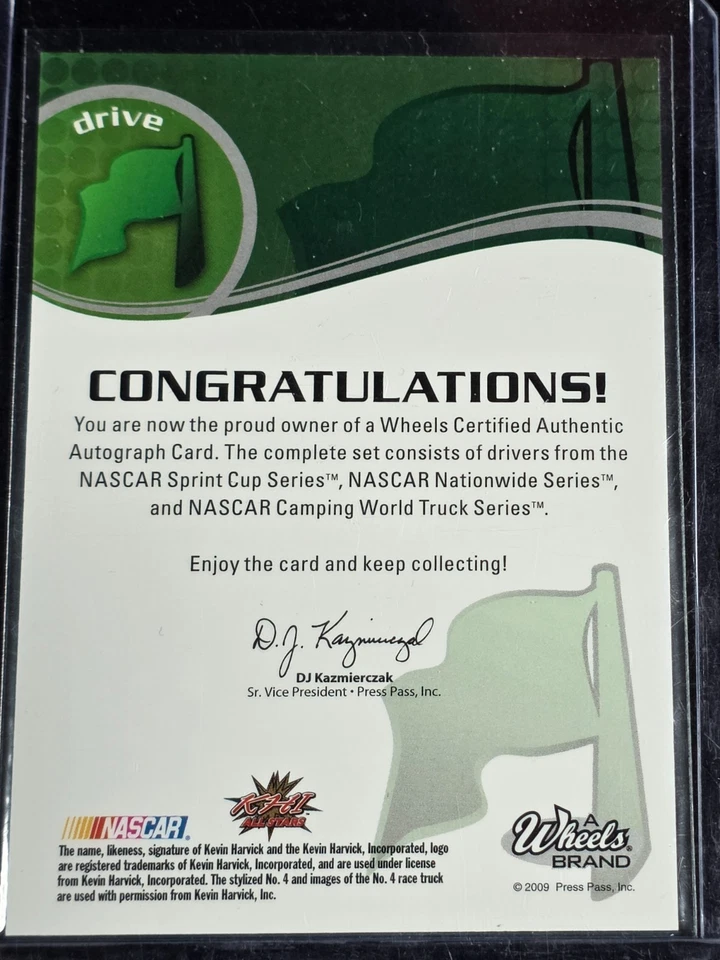 drive
CONGRATULATIONS!
You are now the proud owner of a Wheels Certified Authentic
Autograph Card. The complete set consists of drivers from the
NASCAR Sprint Cup Series™, NASCAR Nationwide Series™,
and NASCAR Camping World Truck Series™.
Enjoy the card and keep collecting!
D.J. Kazmierczak
DJ Kazmierczak
Sr. Vice President • Press Pass, Inc.
NASCAR®
KHI
ALL STARS
The name, likeness, signature of Kevin Harvick and the Kevin Harvick, Incorporated, logo
are registered trademarks of Kevin Harvick, Incorporated, and are used under license
from Kevin Harvick, Incorporated. The stylized No. 4 and images of the No. 4 race truck
are used with permission from Kevin Harvick, Inc.
A
Wheels®
BRAND
© 2009 Press Pass, Inc.